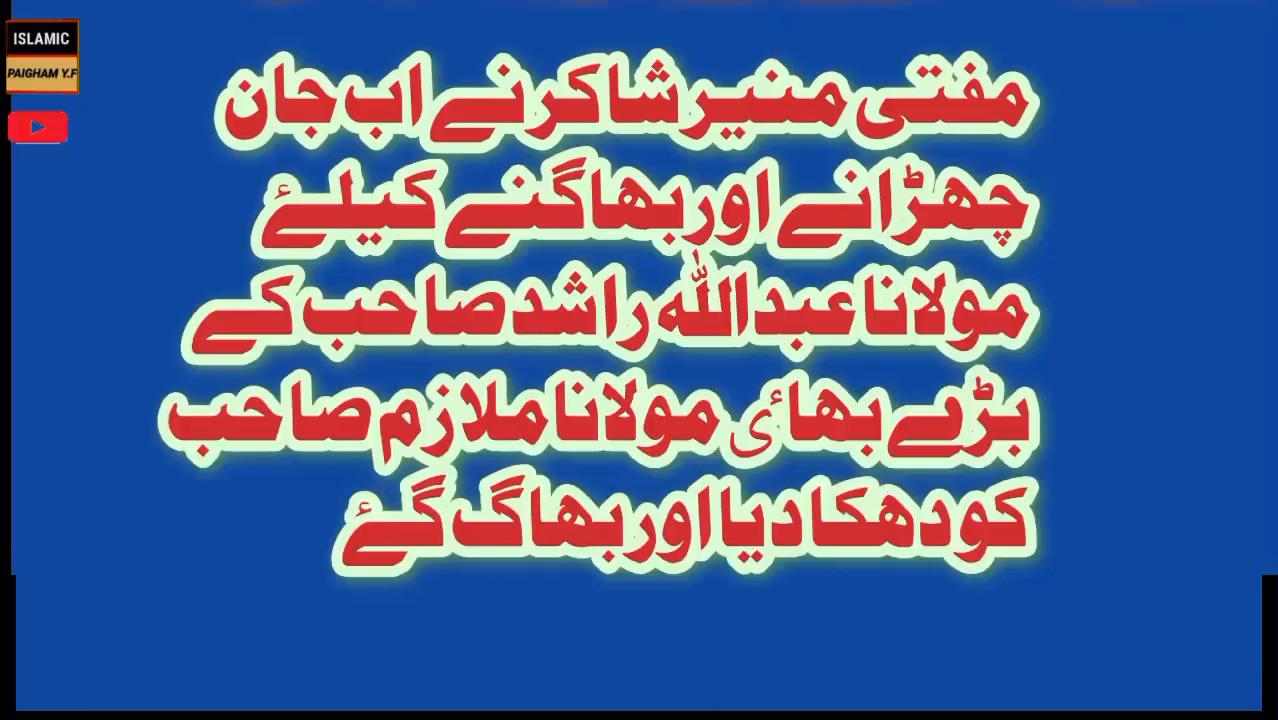 ISLAMIC
PAIGHAM Y.F
مفتی منیر شاکر نے اب جان
چھڑانے اور بھاگنے کیلئے
مولانا عبداللہ راشد صاحب کے
بڑے بھائ مولانا ملازم صاحب
کو دھکا دیا اور بھاگ گئے